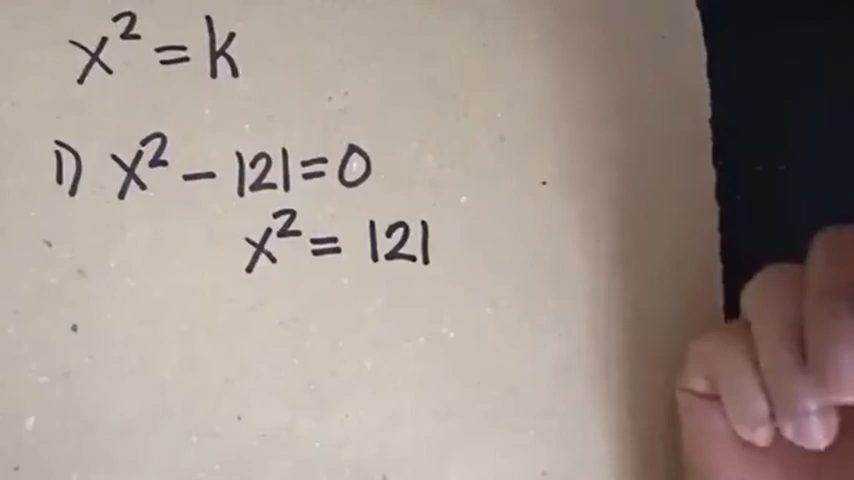 x² = k
1) x² - 121 = 0
x² = 121